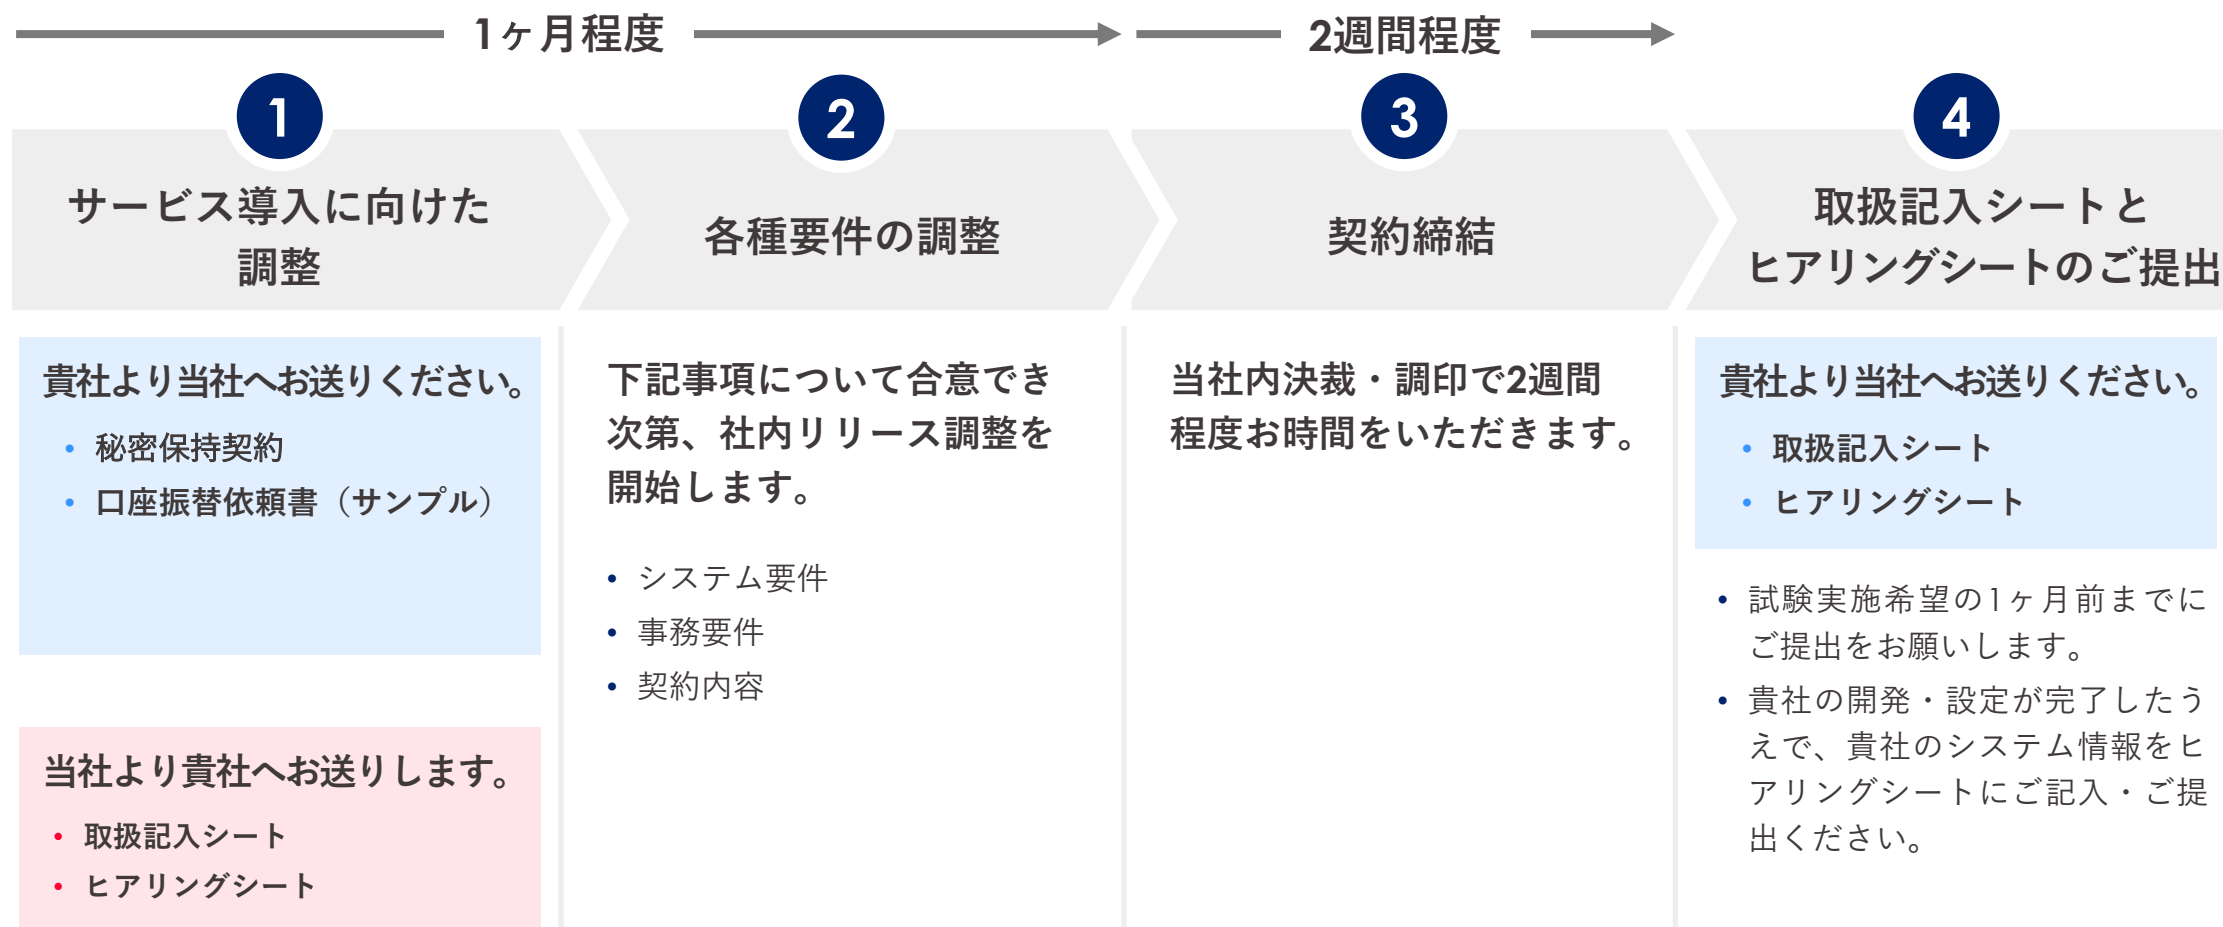 1ヶ月程度
2週間程度
1
サービス導入に向けた
調整
貴社より当社へお送りください。
• 秘密保持契約
• 口座振替依頼書（サンプル）
当社より貴社へお送りします。
• 取扱記入シート
• ヒアリングシート
2
各種要件の調整
下記事項について合意でき
次第、社内リリース調整を
開始します。
• システム要件
• 事務要件
• 契約内容
3
契約締結
当社内決裁・調印で2週間
程度お時間をいただきます。
4
取扱記入シートと
ヒアリングシートのご提出
貴社より当社へお送りください。
• 取扱記入シート
• ヒアリングシート
• 試験実施希望の1ヶ月前までに
ご提出をお願いします。
• 貴社の開発・設定が完了したう
えで、貴社のシステム情報をヒ
アリングシートにご記入・ご提
出ください。